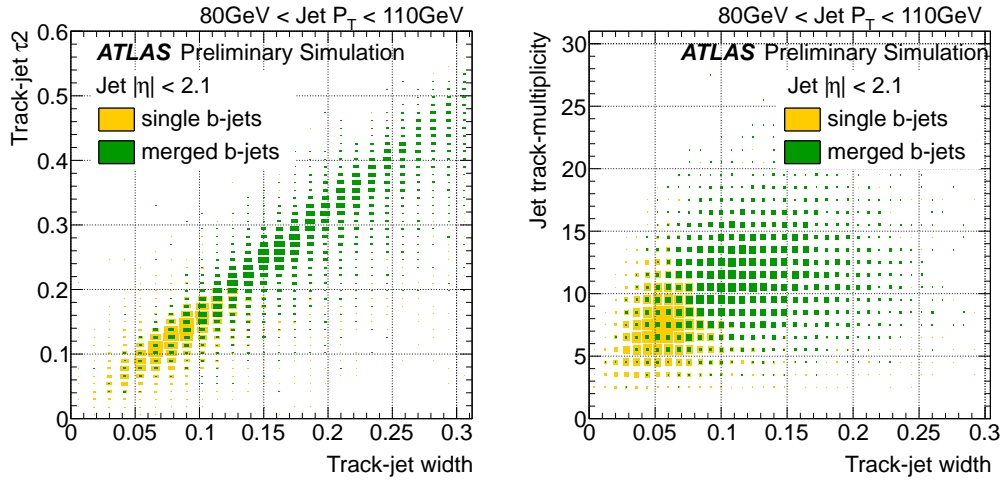 80GeV < Jet P_T < 110GeV
Track-jet τ2
0.6
0.5
0.4
0.3
0.2
0.1
0
ATLAS Preliminary Simulation
Jet |η| < 2.1
single b-jets
merged b-jets
0 0.05 0.1 0.15 0.2 0.25 0.3
Track-jet width
80GeV < Jet P_T < 110GeV
Jet track-multiplicity
30
25
20
15
10
5
0
ATLAS Preliminary Simulation
Jet |η| < 2.1
single b-jets
merged b-jets
0 0.05 0.1 0.15 0.2 0.25 0.3
Track-jet width